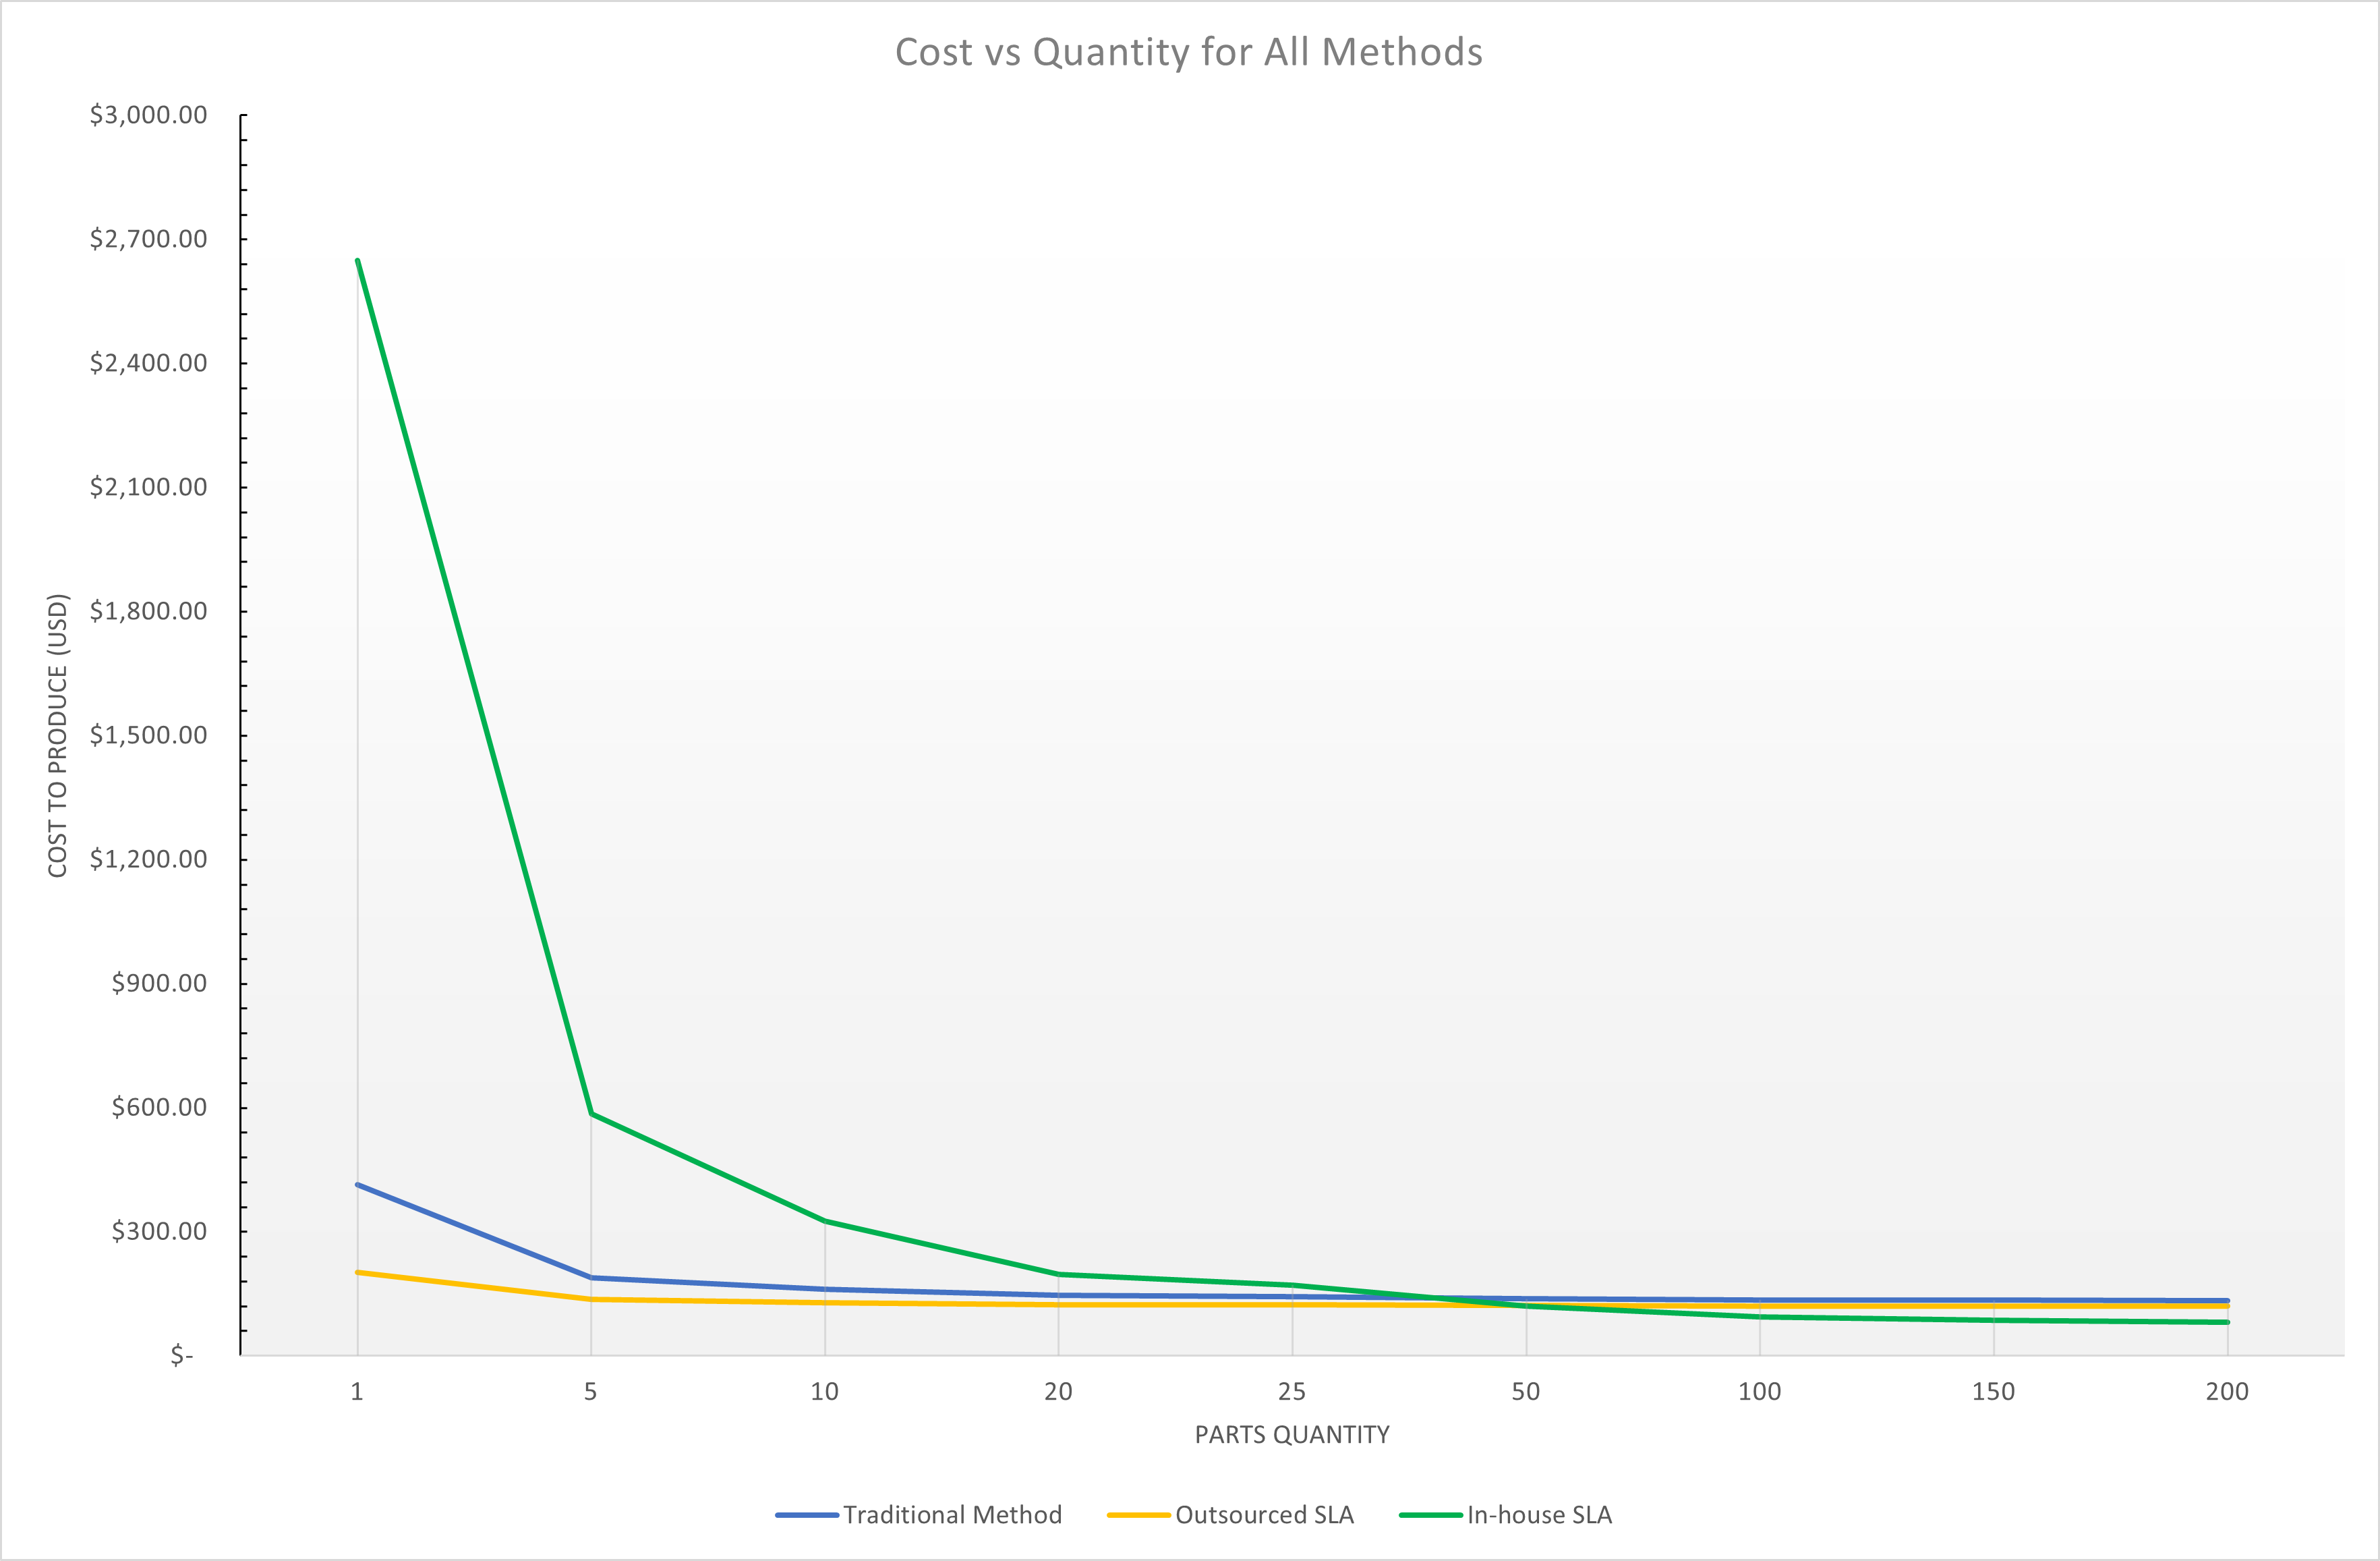 Cost vs Quantity for All Methods
$3,000.00
$2,700.00
$2,400.00
$2,100.00
$1,800.00
$1,500.00
$1,200.00
$900.00
$600.00
$300.00
$-
COST TO PRODUCE (USD)
1 5 10 20 25 50 100 150 200
PARTS QUANTITY
Traditional Method Outsourced SLA In-house SLA